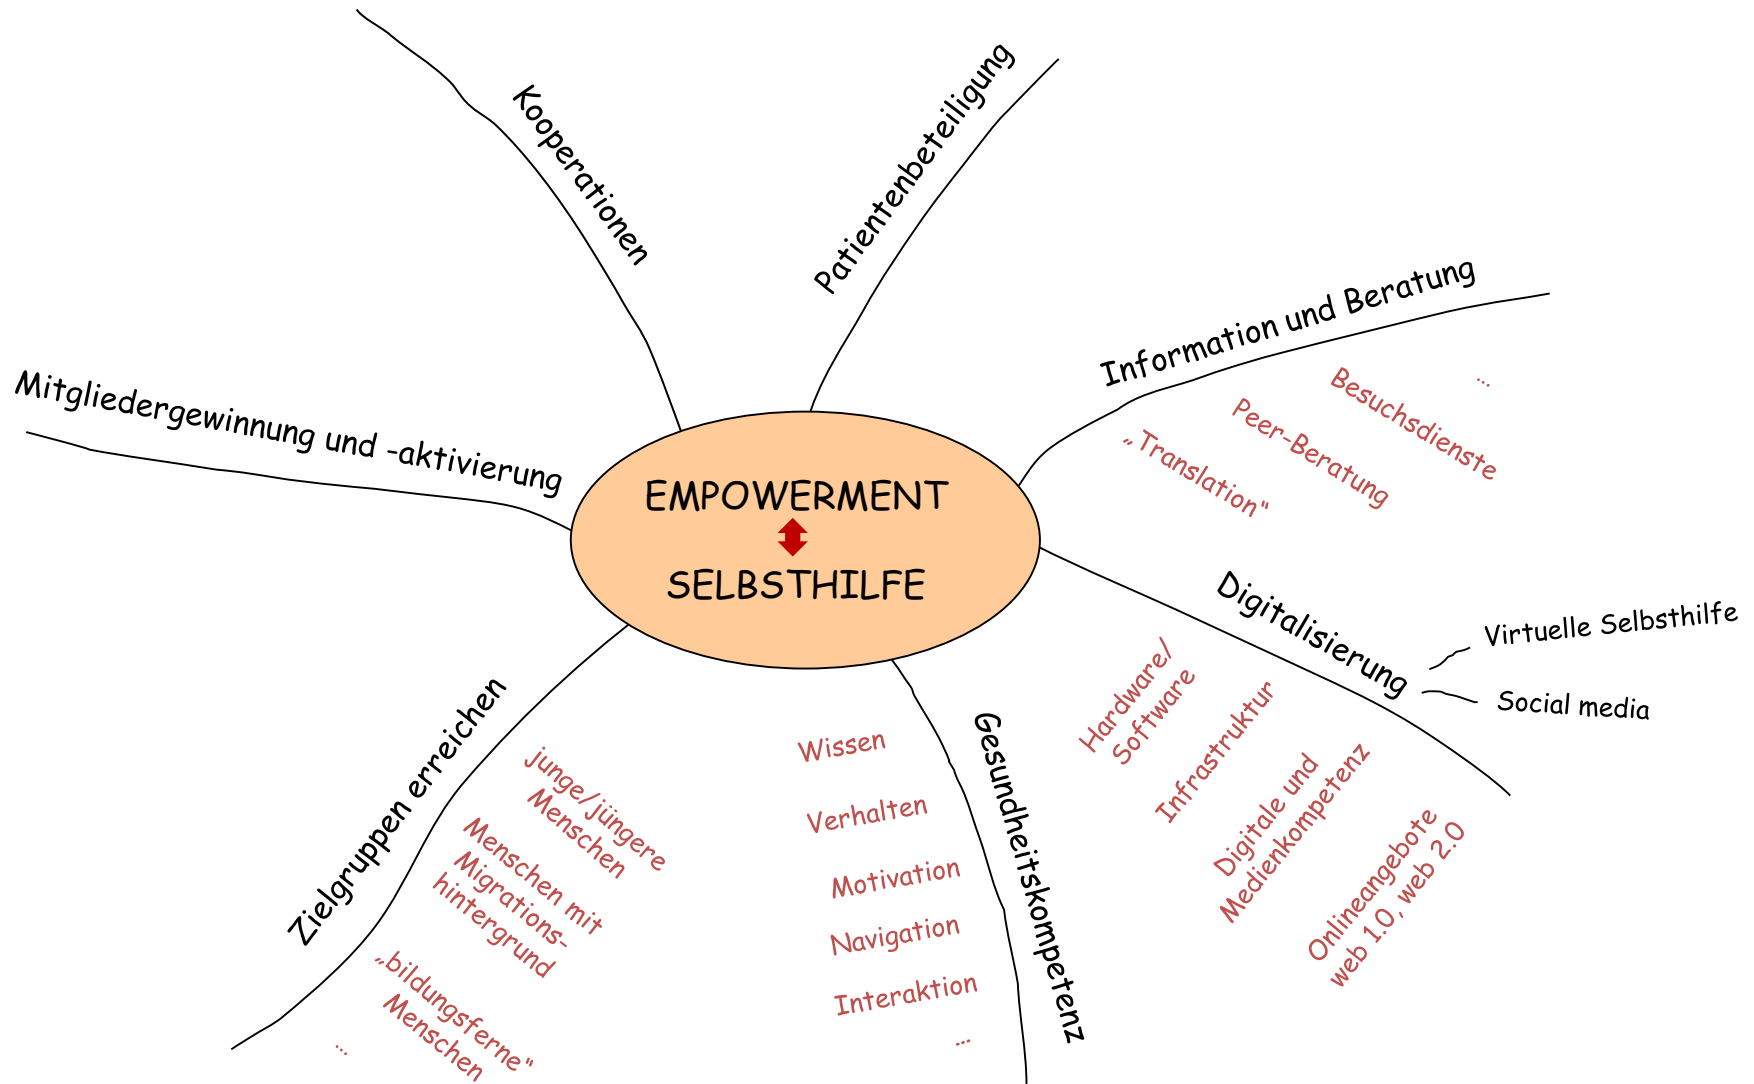 Kooperationen
Patientenbeteiligung
Information und Beratung
„Translation“
Peer-Beratung
Besuchsdienste
...
Mitgliedergewinnung und -aktivierung
EMPOWERMENT
SELBSTHILFE
Digitalisierung
Virtuelle Selbsthilfe
Social media
Hardware/
Software
Infrastruktur
Digitale und
Medienkompetenz
Onlineangebote
web 1.0, web 2.0
Gesundheitskompetenz
Wissen
Verhalten
Motivation
Navigation
Interaktion
...
Zielgruppen erreichen
junge/jüngere
Menschen
Menschen mit
Migrations-
hintergrund
„bildungsferne“
Menschen
...